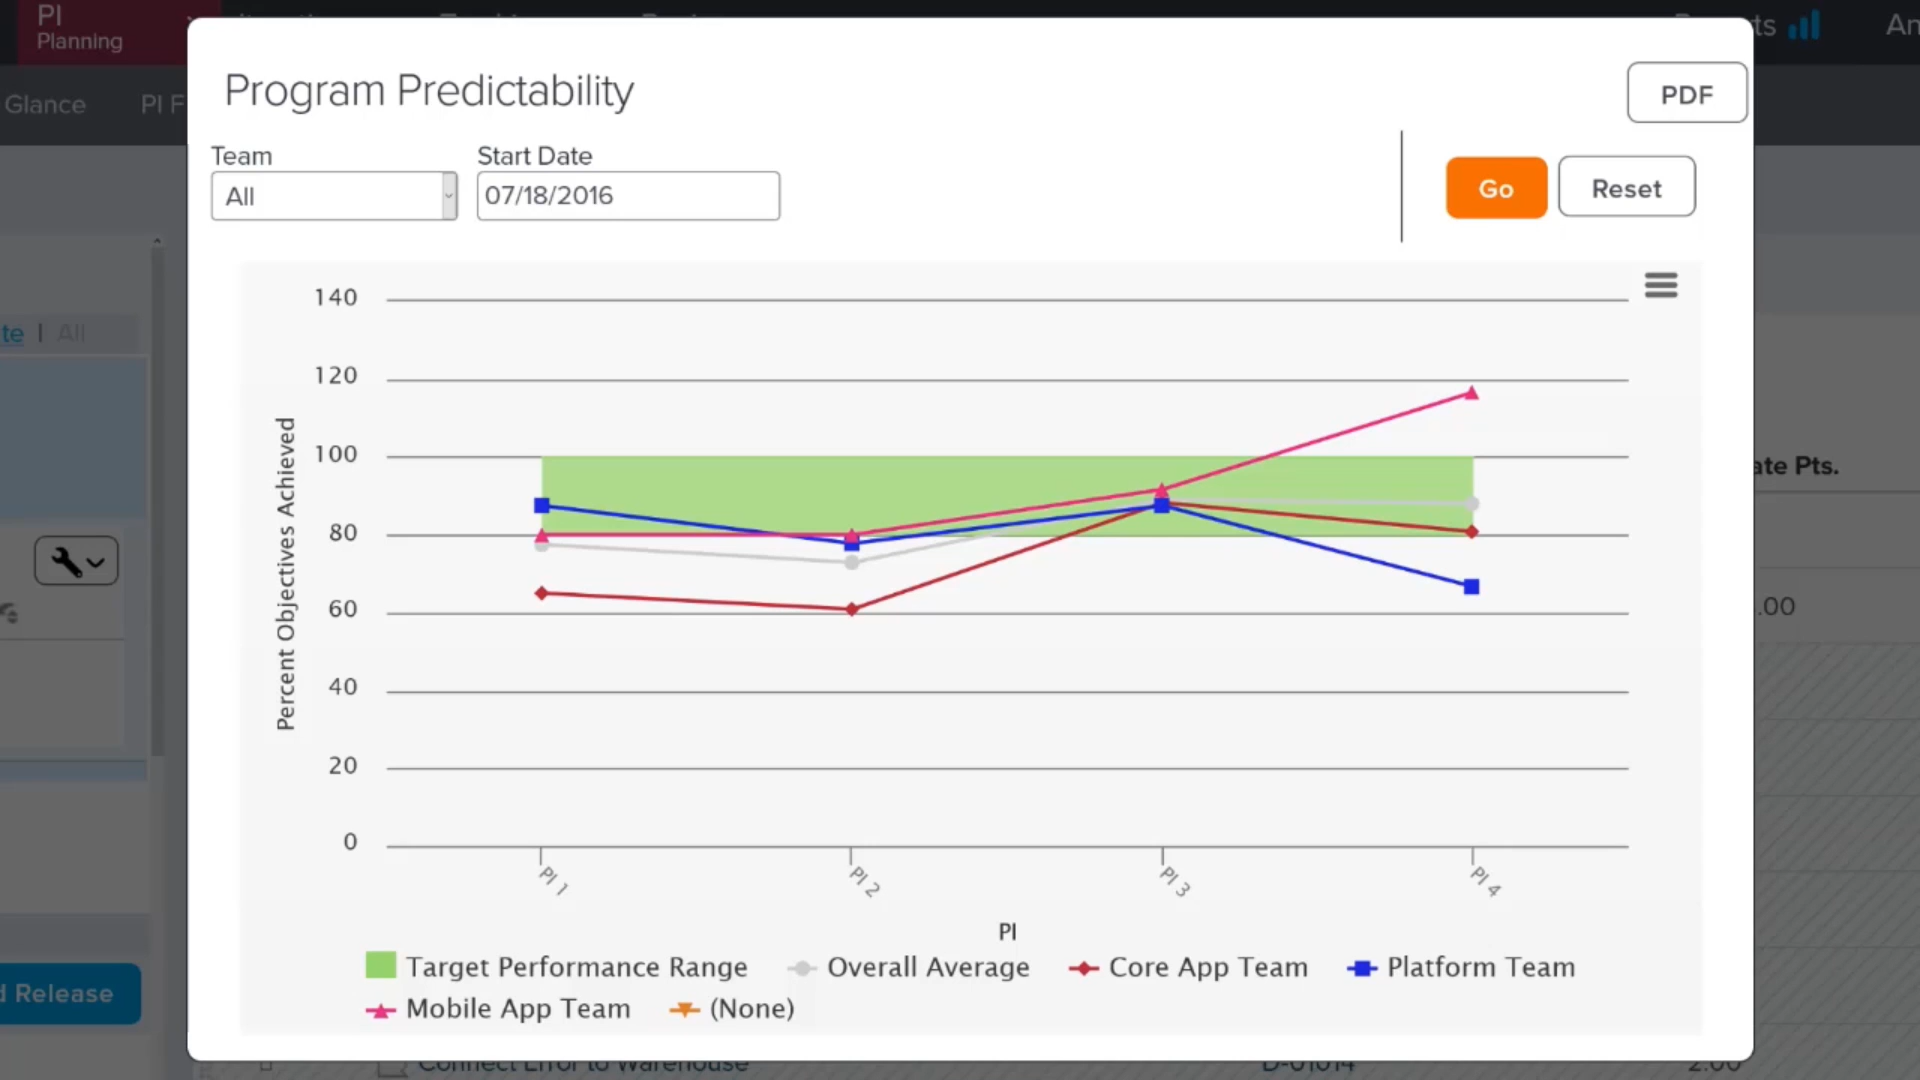 PI
Planning
Glance
PI F
Program Predictability
PDF
Team
Start Date
All
07/18/2016
Go
Reset
te | All
140
120
100
80
60
40
20
0
Percent Objectives Achieved
PI 1
PI 2
PI 3
PI 4
PI
Target Performance Range
Overall Average
Core App Team
Platform Team
Mobile App Team
(None)
ate Pts.
.00
d Release
Connect Error to Warehouse
D-01014
2.00